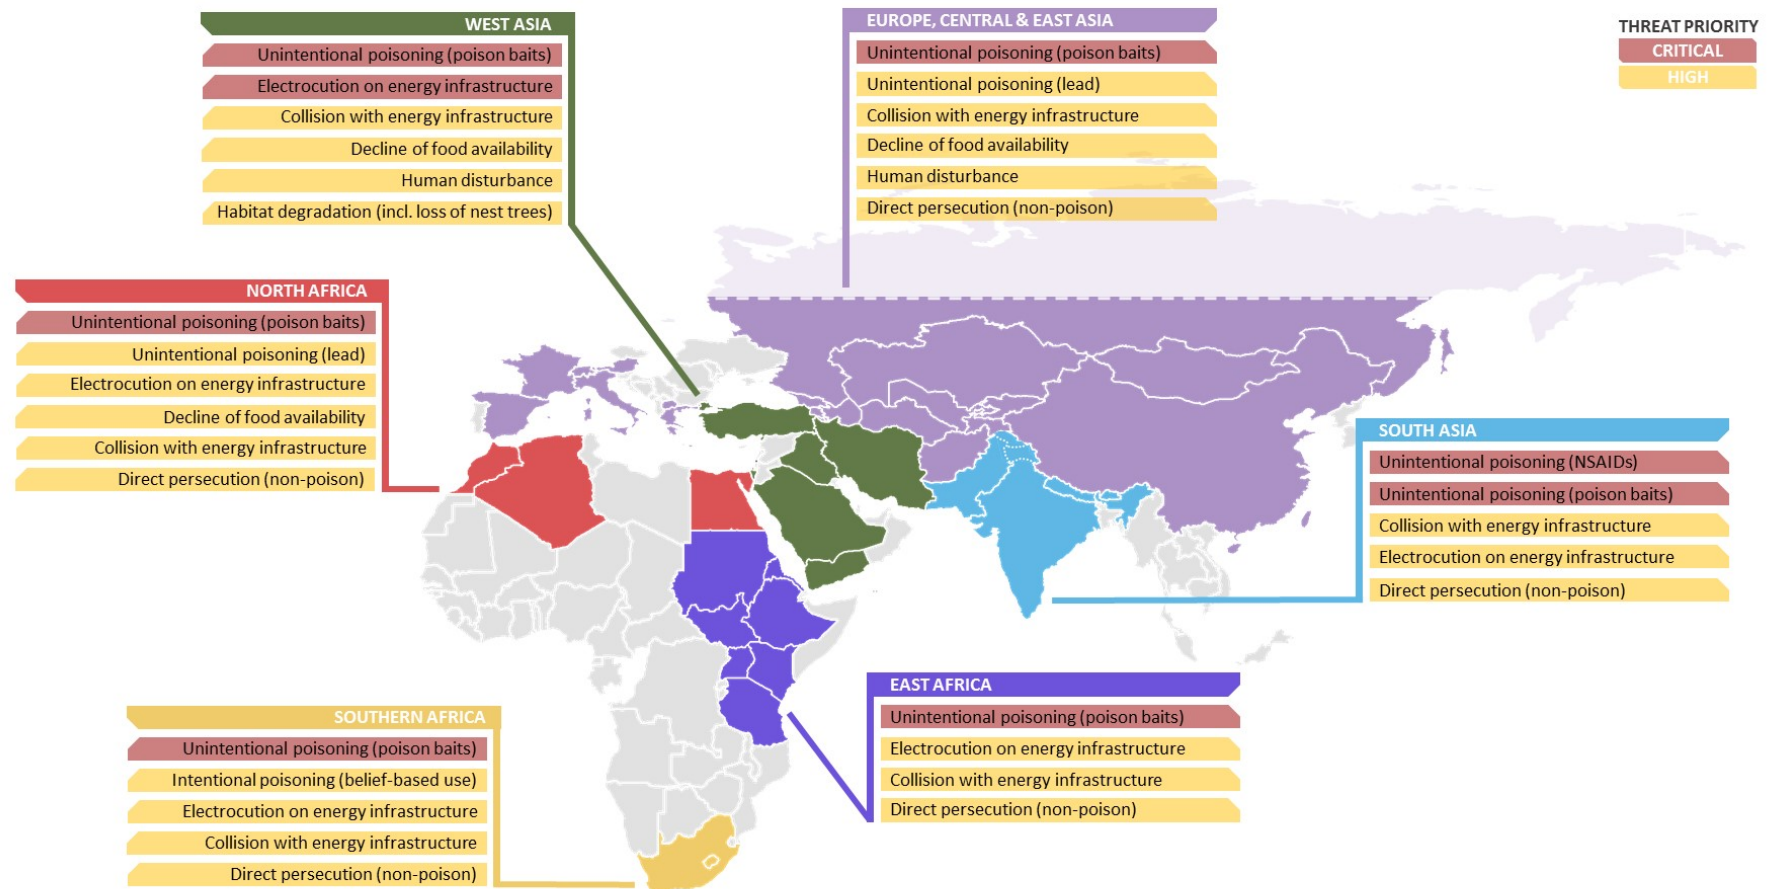 WEST ASIA
Unintentional poisoning (poison baits)
Electrocution on energy infrastructure
Collision with energy infrastructure
Decline of food availability
Human disturbance
Habitat degradation (incl. loss of nest trees)
EUROPE, CENTRAL & EAST ASIA
Unintentional poisoning (poison baits)
Unintentional poisoning (lead)
Collision with energy infrastructure
Decline of food availability
Human disturbance
Direct persecution (non-poison)
THREAT PRIORITY
CRITICAL
HIGH
NORTH AFRICA
Unintentional poisoning (poison baits)
Unintentional poisoning (lead)
Electrocution on energy infrastructure
Decline of food availability
Collision with energy infrastructure
Direct persecution (non-poison)
SOUTH ASIA
Unintentional poisoning (NSAIDs)
Unintentional poisoning (poison baits)
Collision with energy infrastructure
Electrocution on energy infrastructure
Direct persecution (non-poison)
EAST AFRICA
Unintentional poisoning (poison baits)
Electrocution on energy infrastructure
Collision with energy infrastructure
Direct persecution (non-poison)
SOUTHERN AFRICA
Unintentional poisoning (poison baits)
Intentional poisoning (belief-based use)
Electrocution on energy infrastructure
Collision with energy infrastructure
Direct persecution (non-poison)